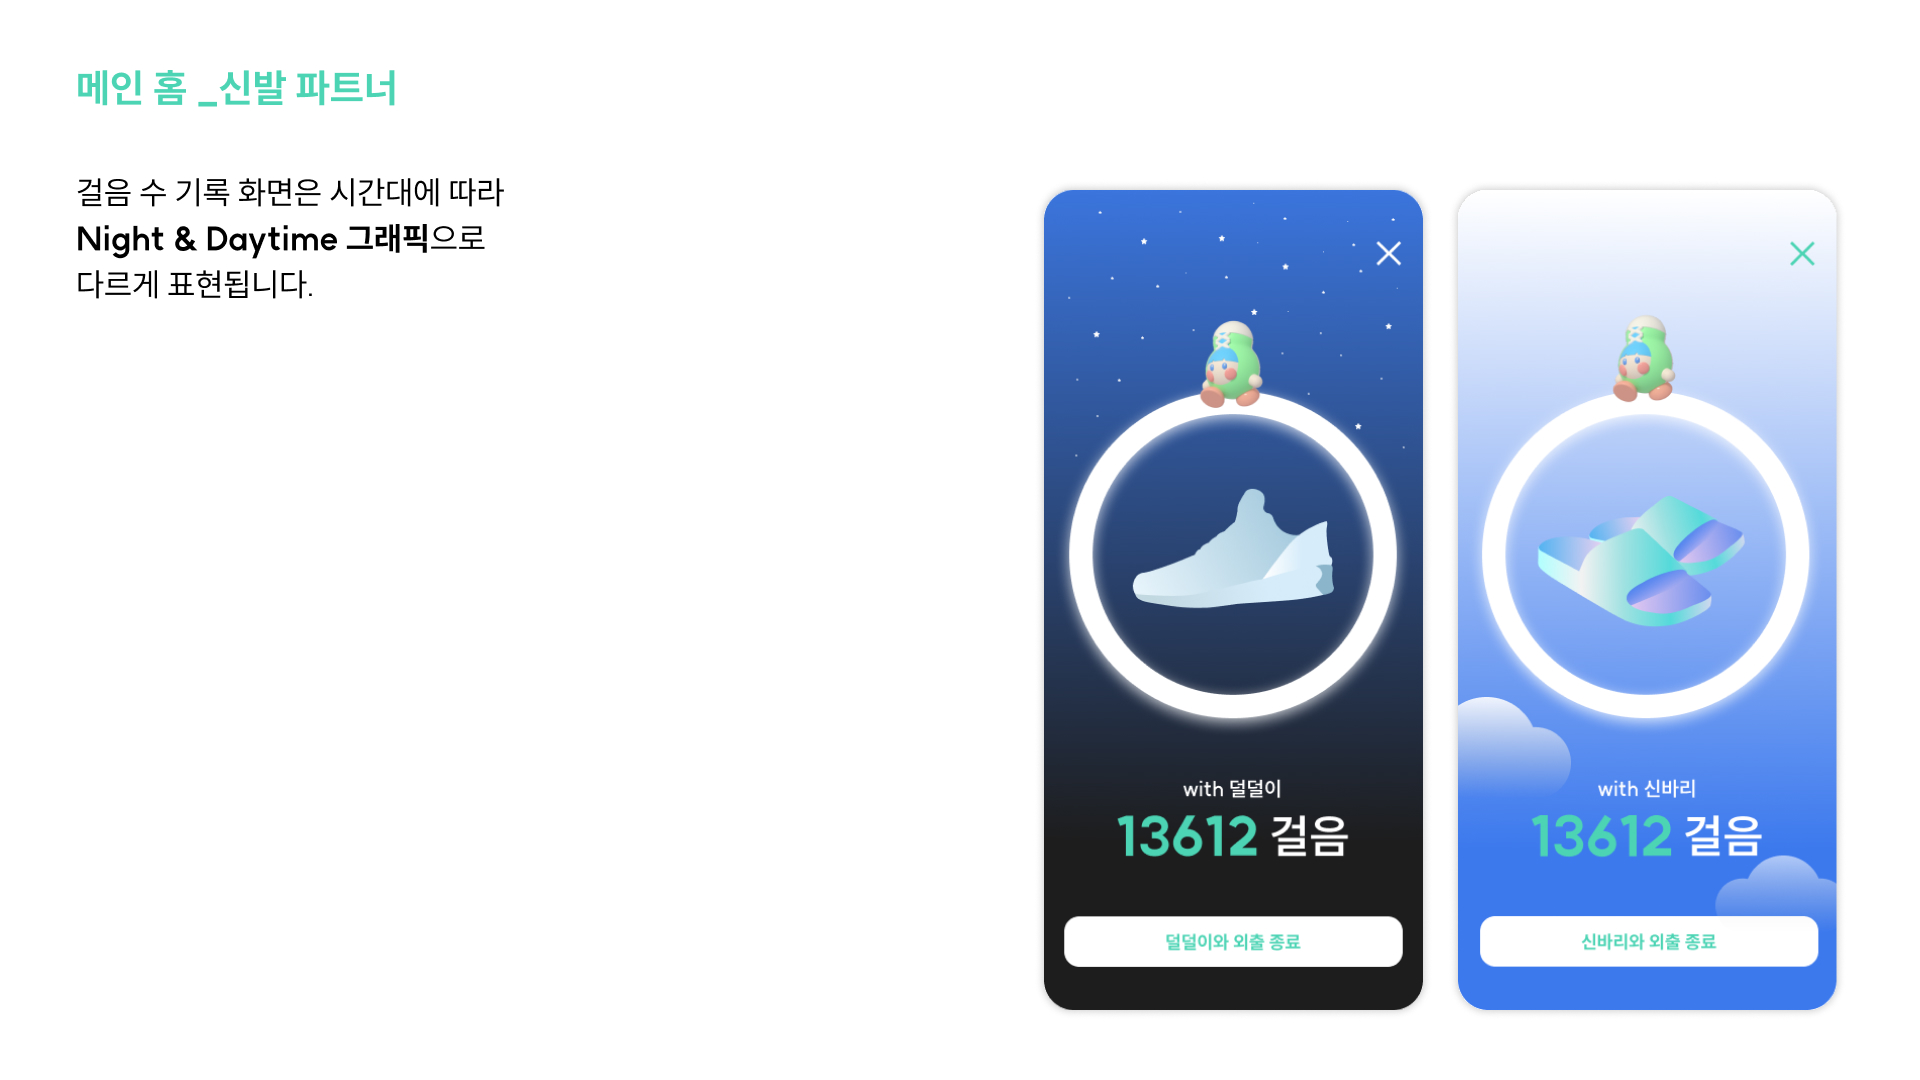 메인 홈 _신발 파트너
걸음 수 기록 화면은 시간대에 따라
Night & Daytime 그래픽으로
다르게 표현됩니다.
with 덜덜이
13612 걸음
덜덜이와 외출 종료
with 신바리
13612 걸음
신바리와 외출 종료